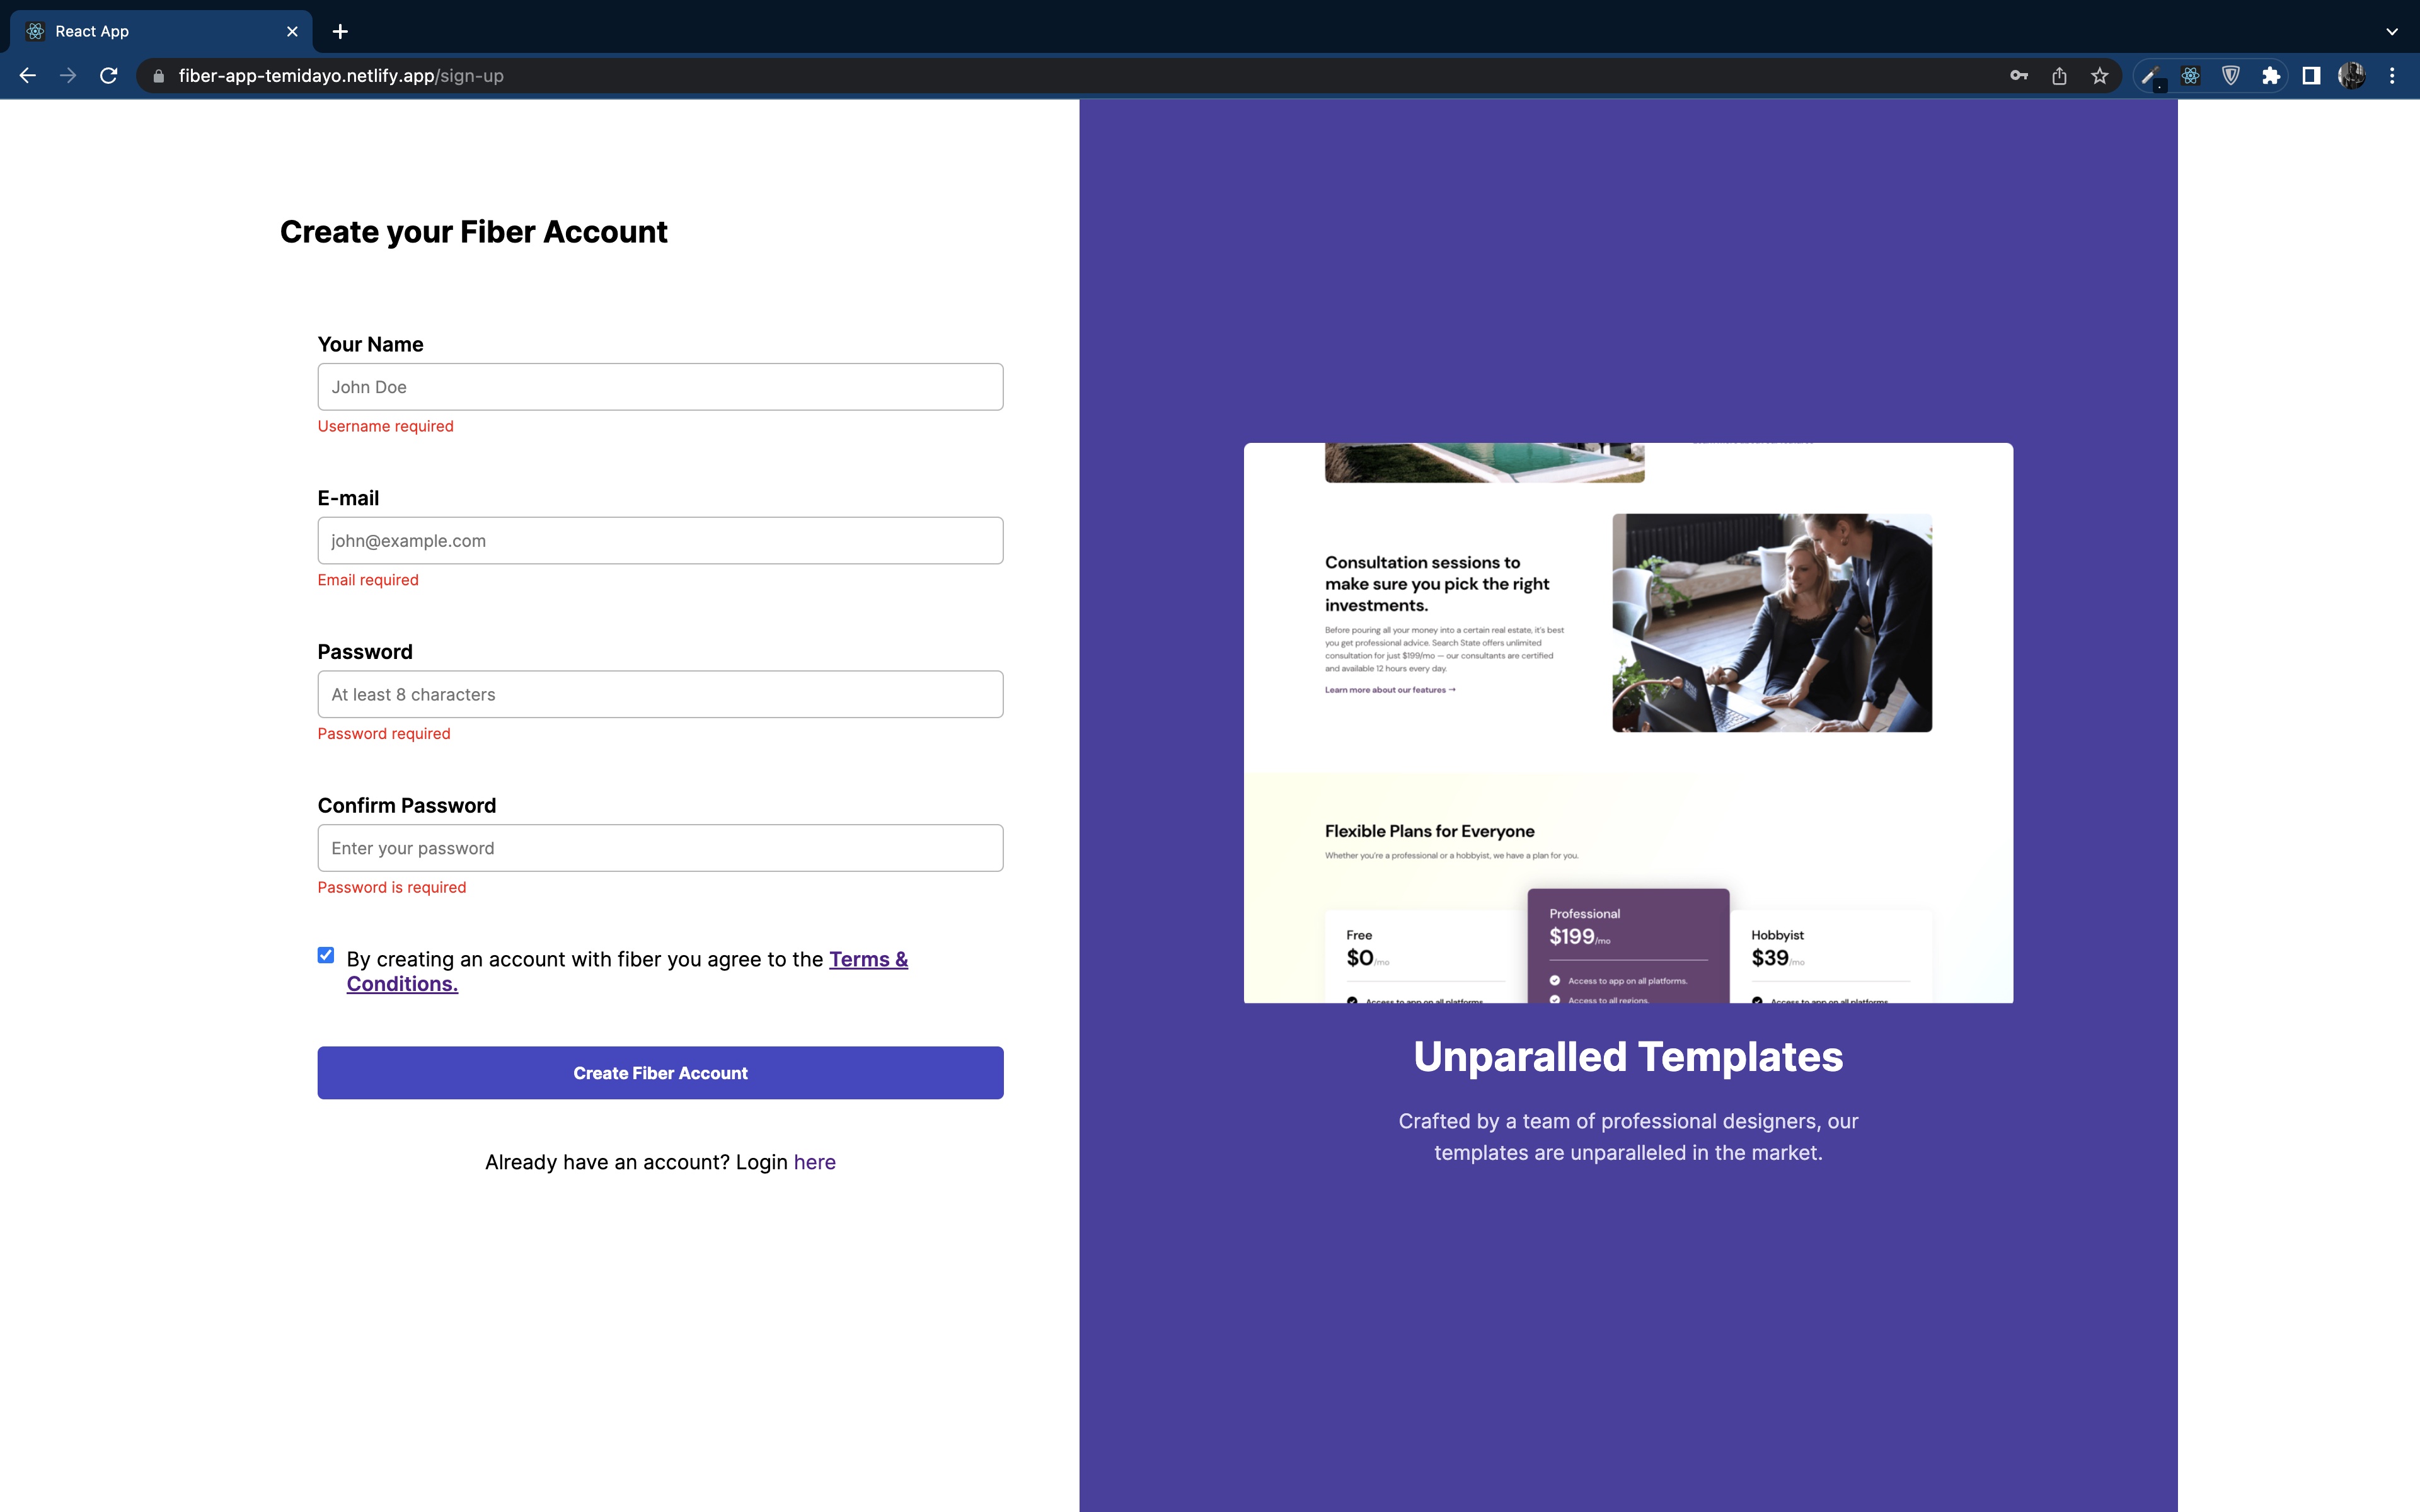 React App
fiber-app-temidayo.netlify.app/sign-up
Create your Fiber Account
Your Name
John Doe
Username required
E-mail
john@example.com
Email required
Password
At least 8 characters
Password required
Confirm Password
Enter your password
Password is required
By creating an account with fiber you agree to the Terms &
Conditions.
Create Fiber Account
Already have an account? Login here
Consultation sessions to
make sure you pick the right
investments.
Before pouring all your money into a certain real estate, it's best
you get professional advice. Search State offers unlimited
consultation for just $199/mo — our consultants are certified
and available 12 hours every day.
Learn more about our features →
Flexible Plans for Everyone
Whether you're a professional or a hobbyist, we have a plan for you.
Free
$0/mo
Access to app on all platforms.
Professional
$199/mo
Access to app on all platforms.
Access to all regions.
Hobbyist
$39/mo
Access to app on all platforms.
Unparalled Templates
Crafted by a team of professional designers, our
templates are unparalleled in the market.